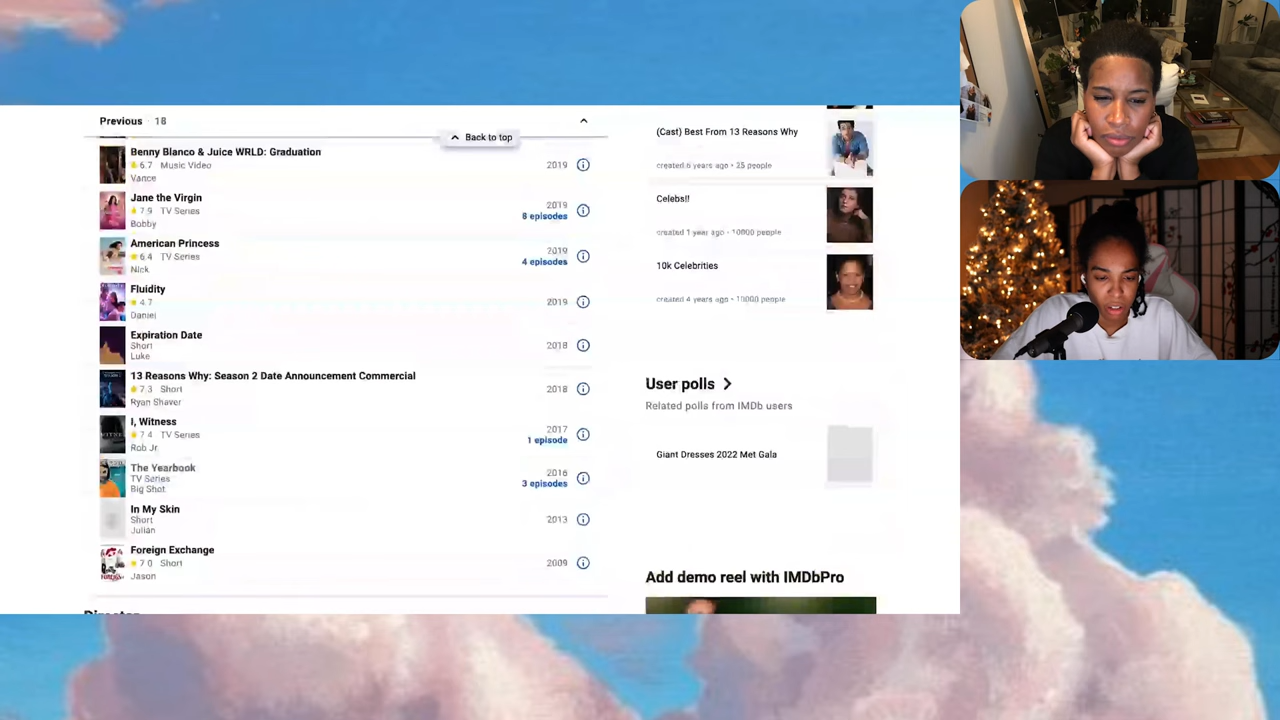 Previous 18
Back to top
Benny Blanco & Juice WRLD: Graduation
6.7 Music Video
Vance
2019
Jane the Virgin
7.9 TV Series
Bobby
2019
8 episodes
American Princess
6.4 TV Series
Nick
2019
4 episodes
Fluidity
4.7
Daniel
2019
Expiration Date
Short
Luke
2018
13 Reasons Why: Season 2 Date Announcement Commercial
7.3 Short
Ryan Shaver
2018
I, Witness
7.4 TV Series
Rob Jr
2017
1 episode
The Yearbook
TV Series
Big Shot
2016
3 episodes
In My Skin
Short
Julian
2013
Foreign Exchange
7.0 Short
Jason
2009
(Cast) Best From 13 Reasons Why
created 6 years ago • 35 people
Celebs!!
created 1 year ago • 10000 people
10k Celebrities
created 4 years ago • 10000 people
User polls
Related polls from IMDb users
Giant Dresses 2022 Met Gala
Add demo reel with IMDbPro